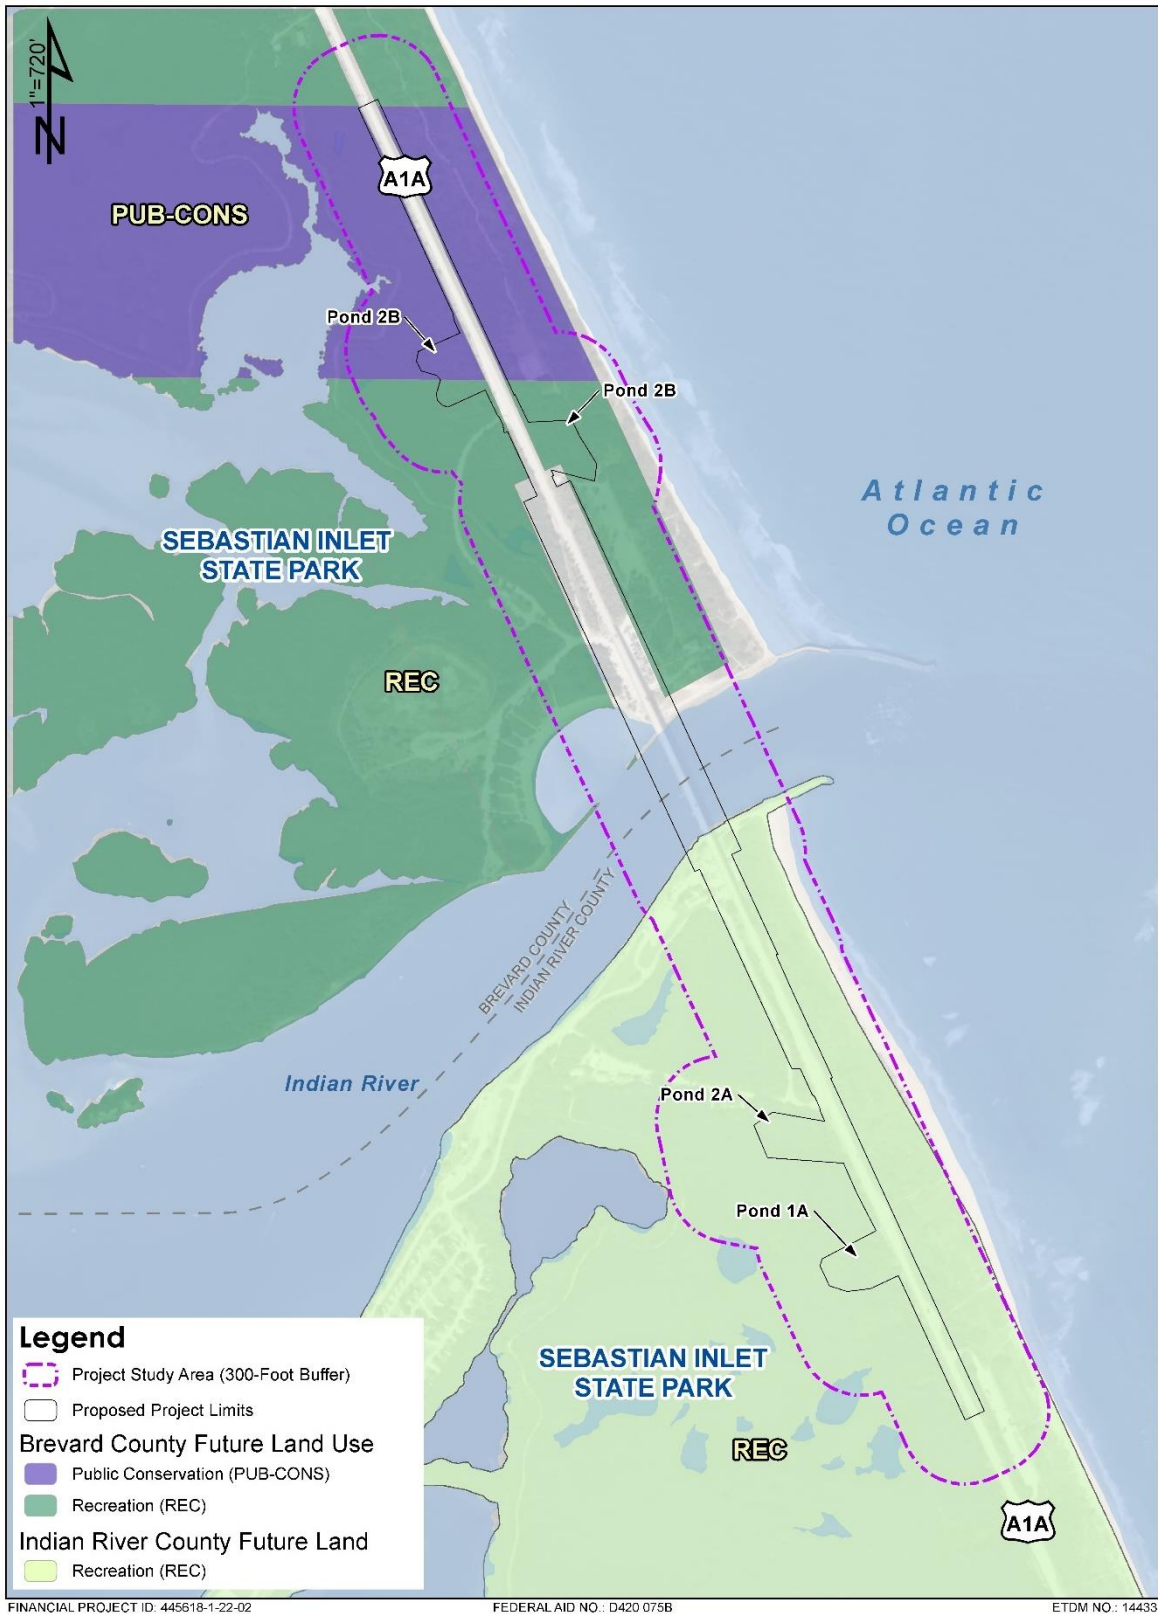 1"=720'
N
A1A
PUB-CONS
Pond 2B
Pond 2B
Atlantic
Ocean
SEBASTIAN INLET
STATE PARK
REC
BREVARD COUNTY
INDIAN RIVER COUNTY
Indian River
Pond 2A
Pond 1A
SEBASTIAN INLET
STATE PARK
REC
A1A
Legend
Project Study Area (300-Foot Buffer)
Proposed Project Limits
Brevard County Future Land Use
Public Conservation (PUB-CONS)
Recreation (REC)
Indian River County Future Land
Recreation (REC)
FINANCIAL PROJECT ID: 445618-1-22-02
FEDERAL AID NO.: D420 075B
ETDM NO.: 14433